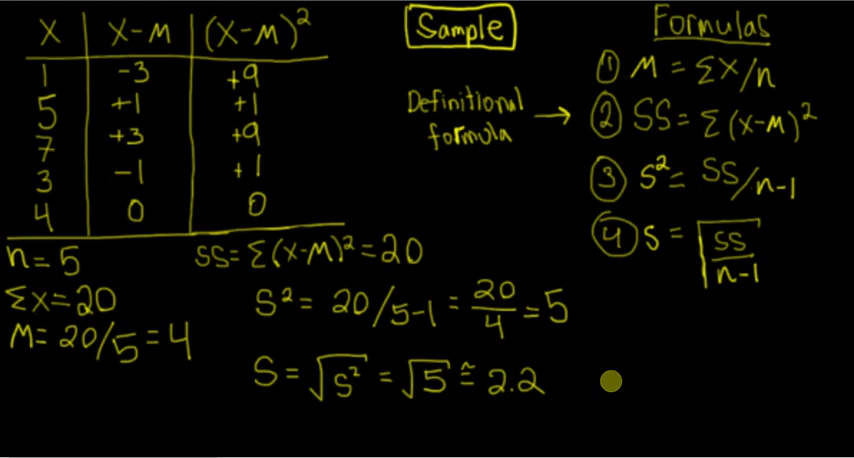 X | X-M | (X-M)²
1 | -3 | +9
5 | +1 | +1
7 | +3 | +9
3 | -1 | +1
4 | 0 | 0
n = 5
ΣX = 20
M = 20/5 = 4
SS = Σ(X-M)² = 20
S² = 20/5-1 = 20/4 = 5
S = √S² = √5 ≅ 2.2
Sample
Definitional
formula →
Formulas
① M = ΣX/n
② SS = Σ(X-M)²
③ S² = SS/n-1
④ S = √SS/n-1